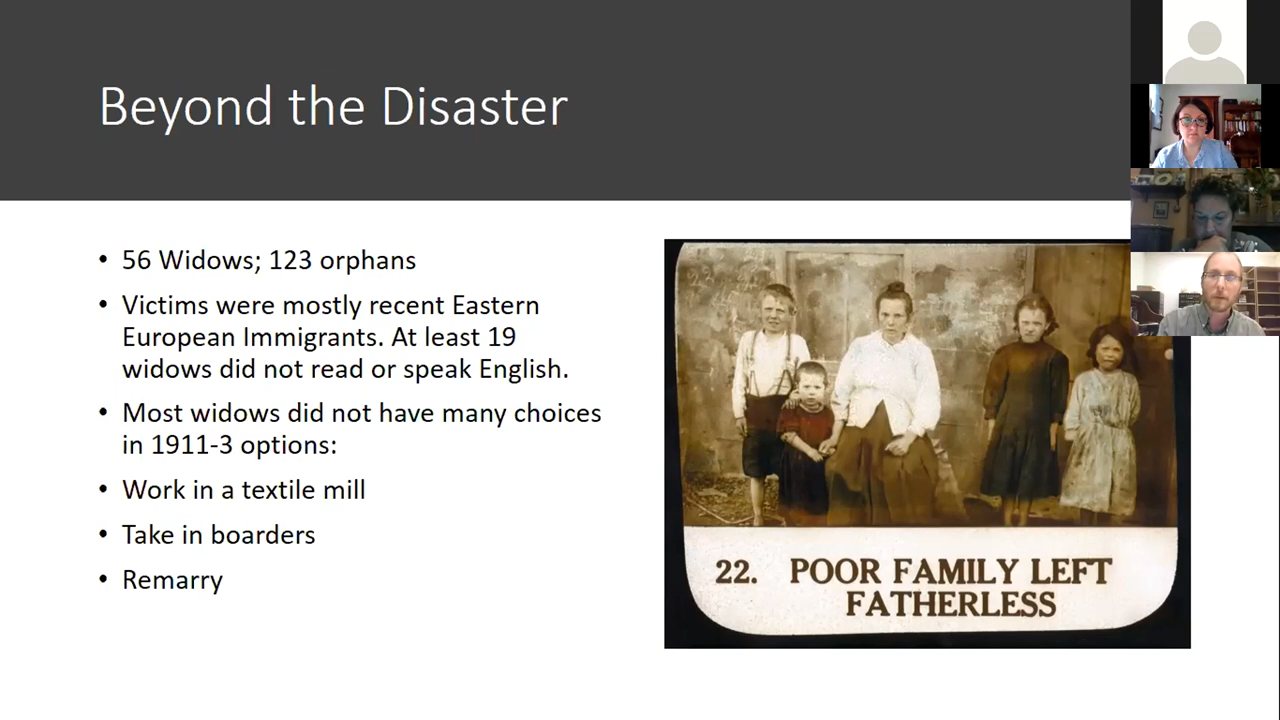 Beyond the Disaster
• 56 Widows; 123 orphans
• Victims were mostly recent Eastern
European Immigrants. At least 19
widows did not read or speak English.
• Most widows did not have many choices
in 1911-3 options:
• Work in a textile mill
• Take in boarders
• Remarry
22. POOR FAMILY LEFT
FATHERLESS